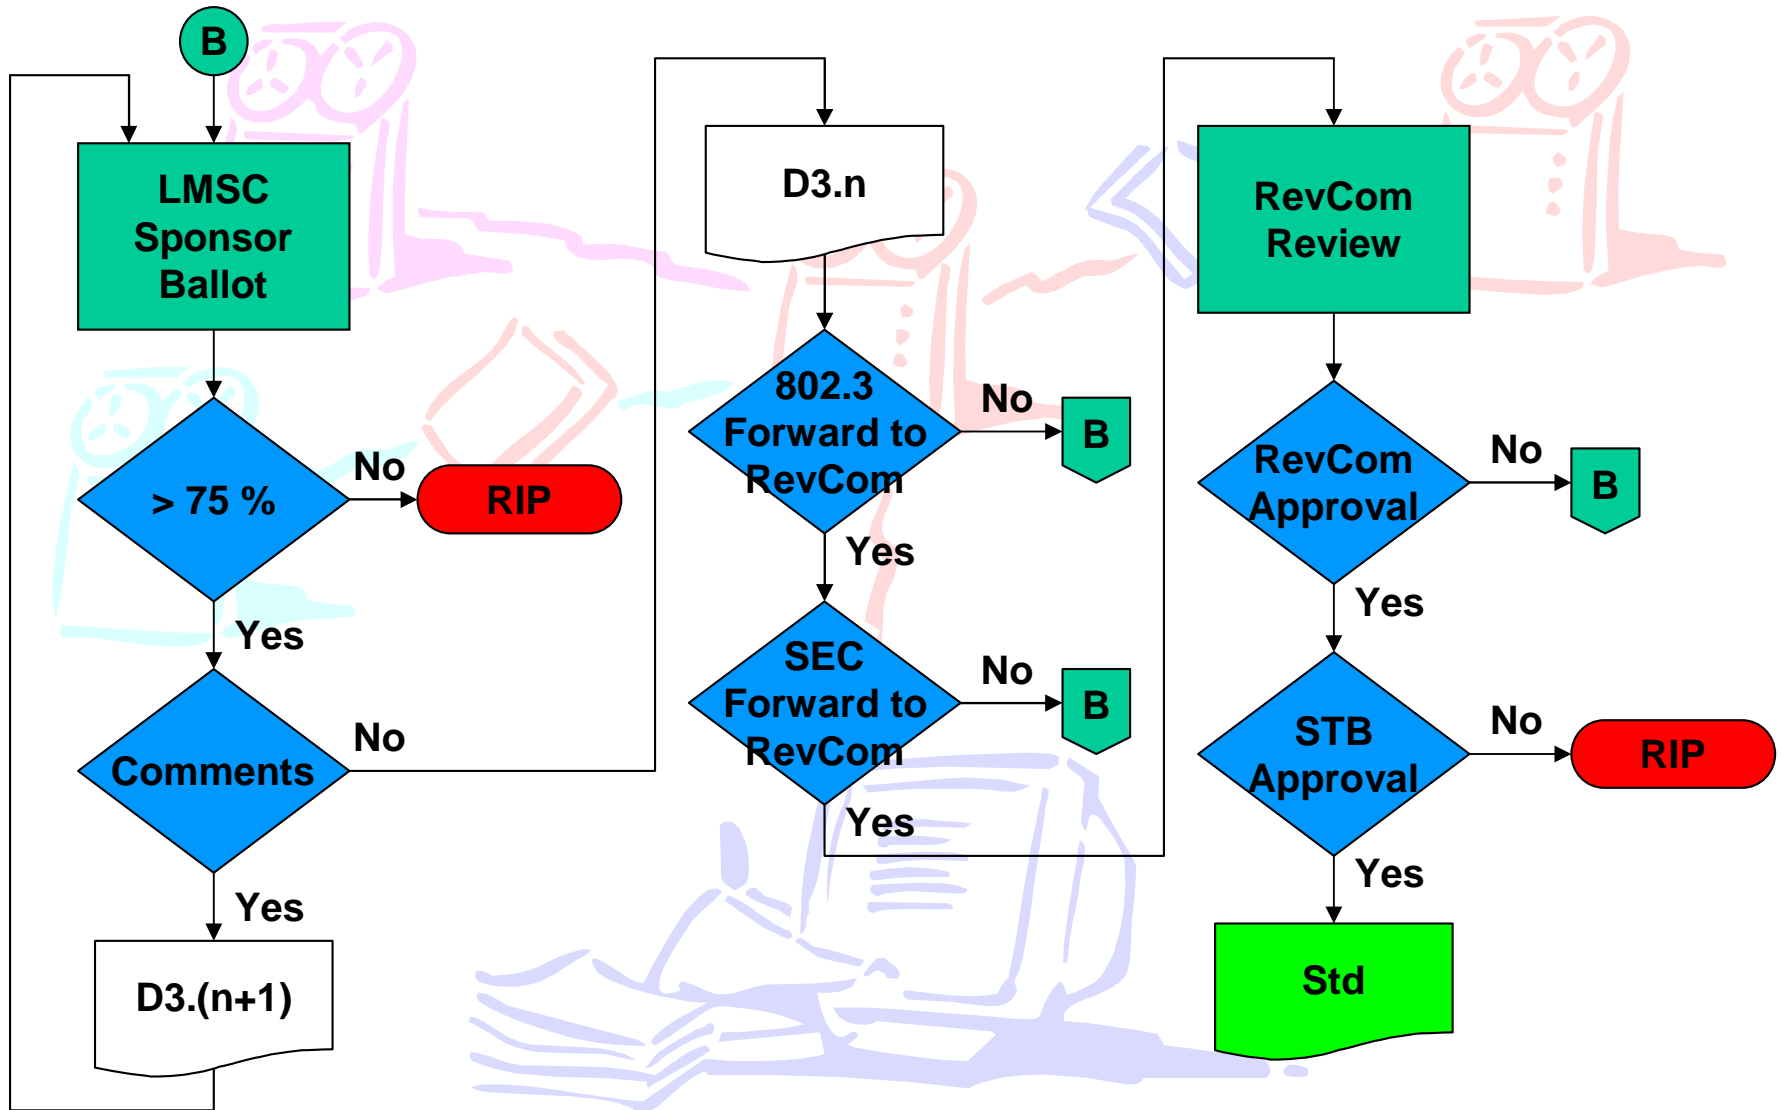 B
LMSC
Sponsor
Ballot
> 75 %
No
RIP
Yes
Comments
No
Yes
D3.(n+1)
D3.n
802.3
Forward to
RevCom
No
B
Yes
SEC
Forward to
RevCom
No
B
Yes
RevCom
Review
RevCom
Approval
No
B
Yes
STB
Approval
No
RIP
Yes
Std